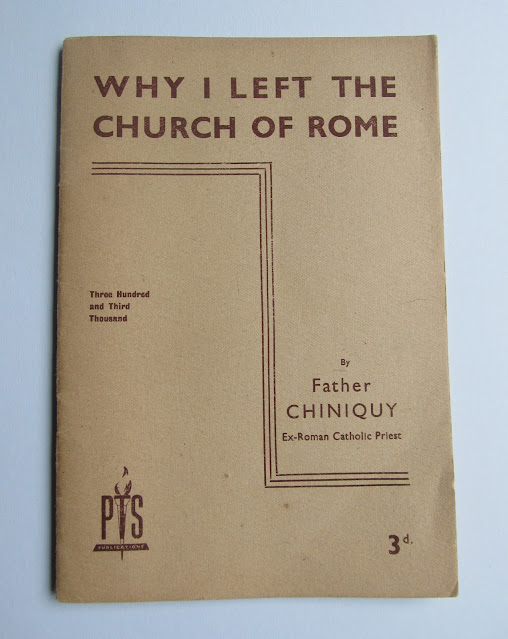 WHY I LEFT THE
CHURCH OF ROME
Three Hundred
and Third
Thousand
By
Father
CHINIQUY
Ex-Roman Catholic Priest
PTS
PUBLICATIONS
3d.